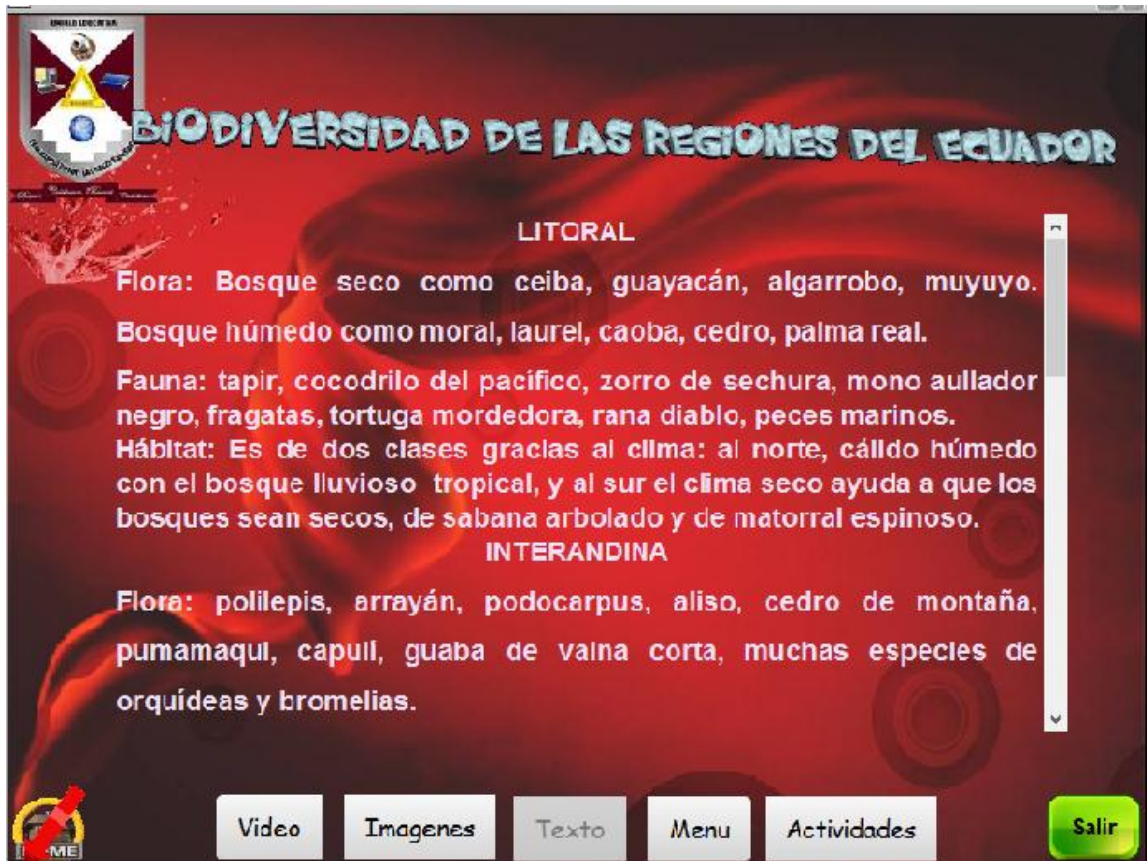 UNIDAD EDUCATIVA
BiODiVERSiDAD DE LAS REGIONES DEL ECUADOR
LITORAL
Flora: Bosque seco como ceiba, guayacán, algarrobo, muyuyo.
Bosque húmedo como moral, laurel, caoba, cedro, palma real.
Fauna: tapir, cocodrilo del pacífico, zorro de sechura, mono aullador
negro, fragatas, tortuga mordedora, rana diablo, peces marinos.
Hábitat: Es de dos clases gracias al clima: al norte, cálido húmedo
con el bosque lluvioso tropical, y al sur el clima seco ayuda a que los
bosques sean secos, de sabana arbolado y de matorral espinoso.
INTERANDINA
Flora: polilepis, arrayán, podocarpus, aliso, cedro de montaña,
pumamaqui, capulí, guaba de vaina corta, muchas especies de
orquídeas y bromelias.
Video
Imagenes
Texto
Menu
Actividades
Salir